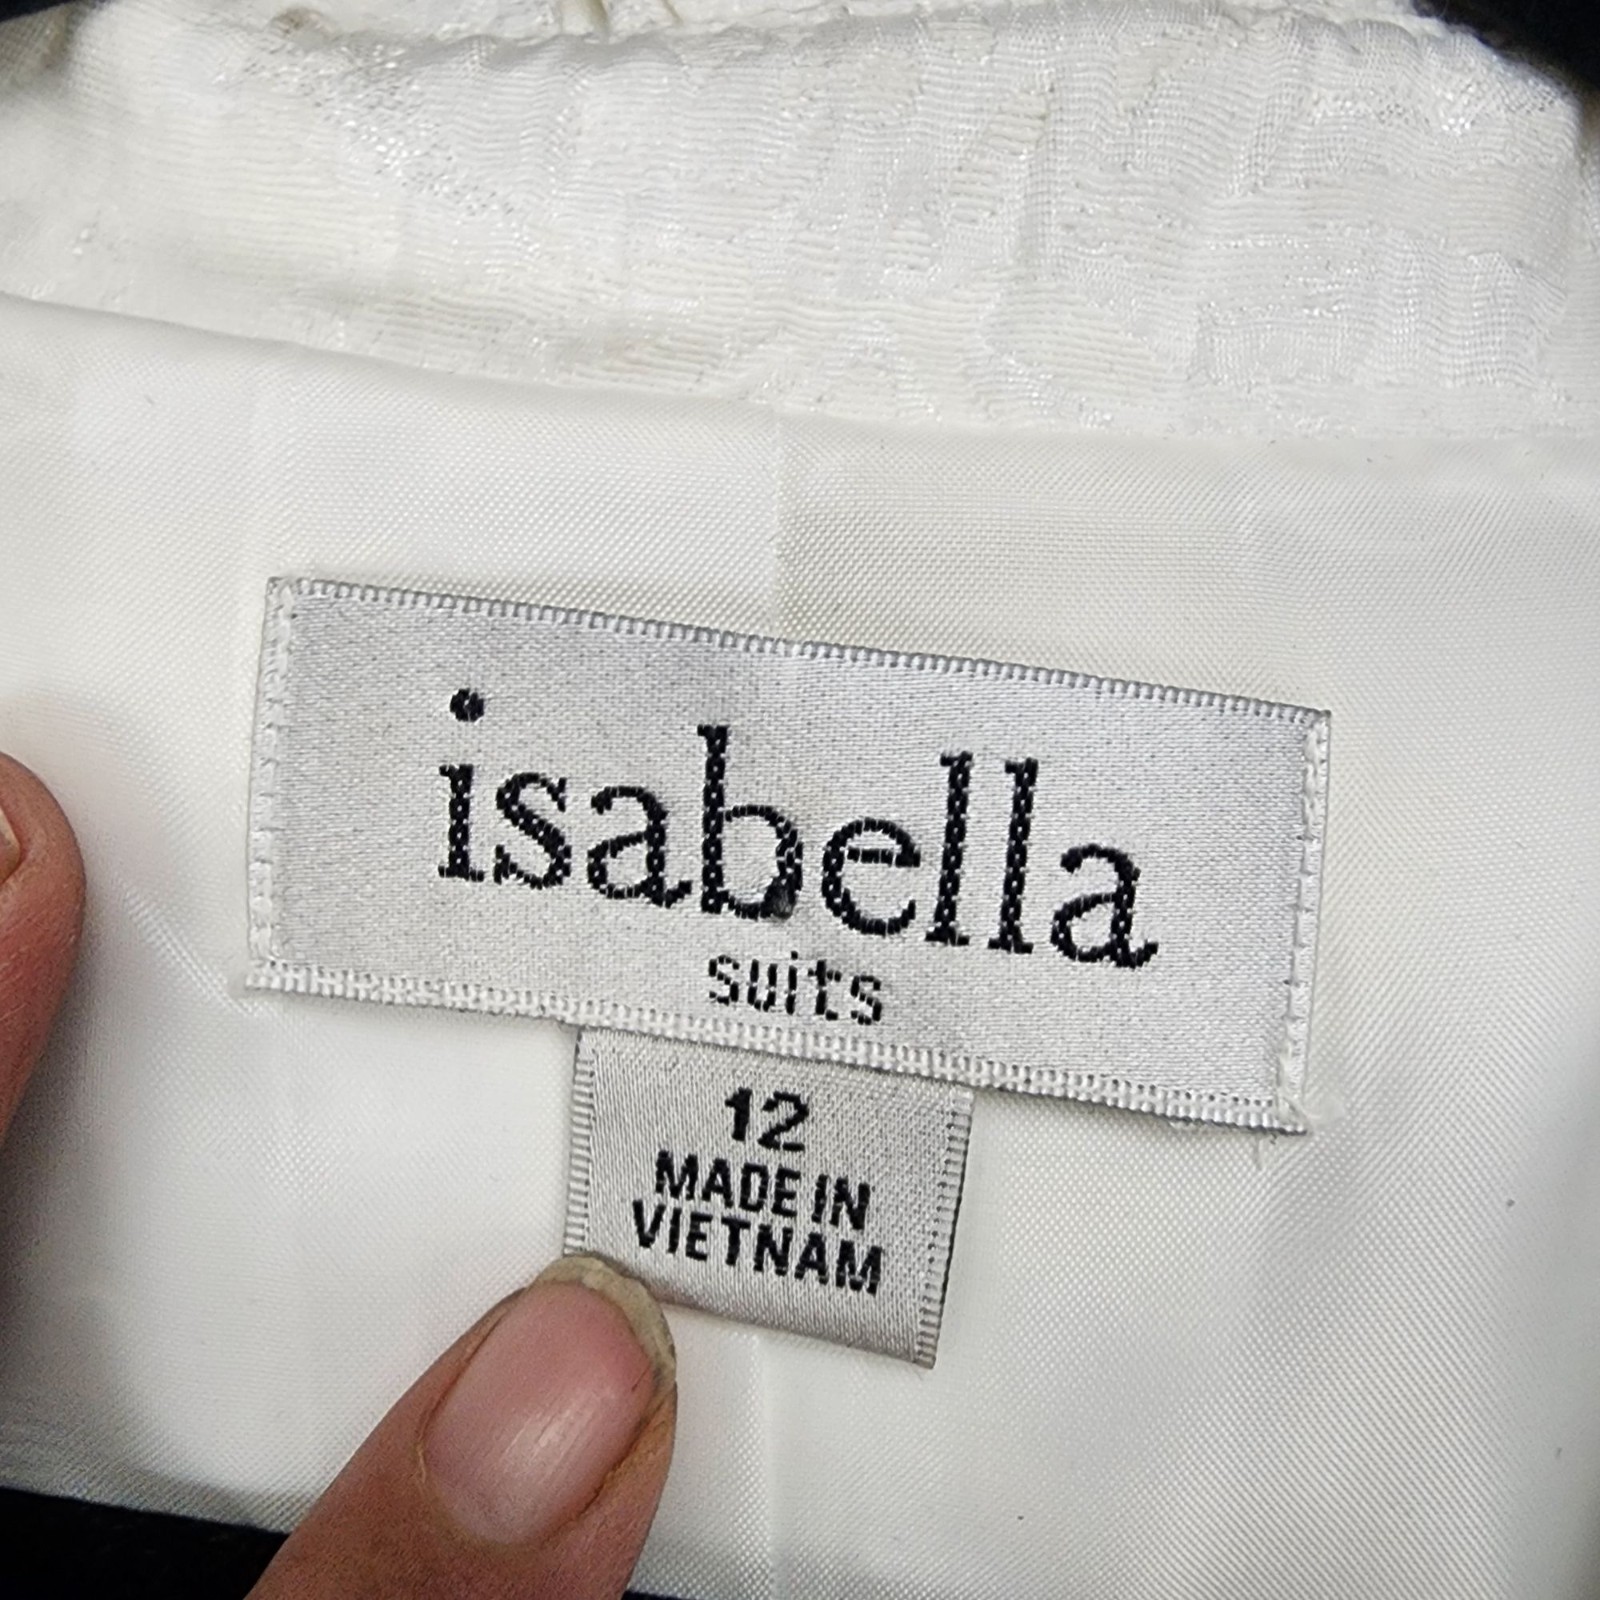 isabella
suits
12
MADE IN
VIETNAM